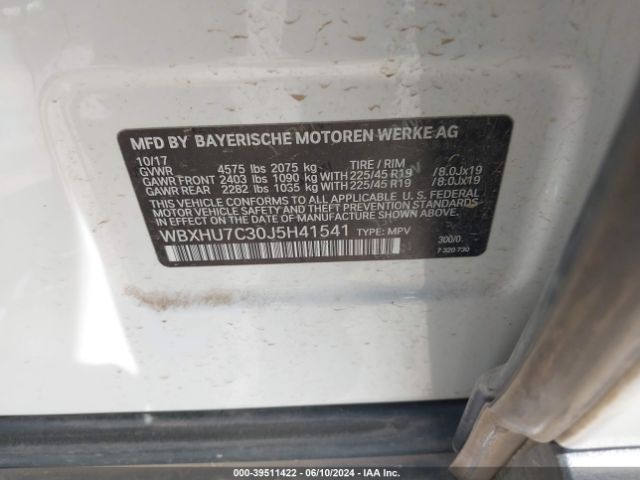 MFD BY BAYERISCHE MOTOREN WERKE AG
10/17
GVWR 4575 lbs 2075 kg TIRE / RIM
GAWR FRONT 2403 lbs 1090 kg WITH 225/45 R19 /8.0Jx19
GAWR REAR 2282 lbs 1035 kg WITH 225/45 R19 /8.0Jx19
THIS VEHICLE CONFORMS TO ALL APPLICABLE U.S. FEDERAL
MOTOR VEHICLE SAFETY, BUMPER, AND THEFT PREVENTION
STANDARDS IN EFFECT ON THE DATE OF MANUFACTURE SHOWN ABOVE.
WBXHU7C30J5H41541 TYPE: MPV 300/0
7 320 730
000-39511422 - 06/10/2024 - IAA Inc.